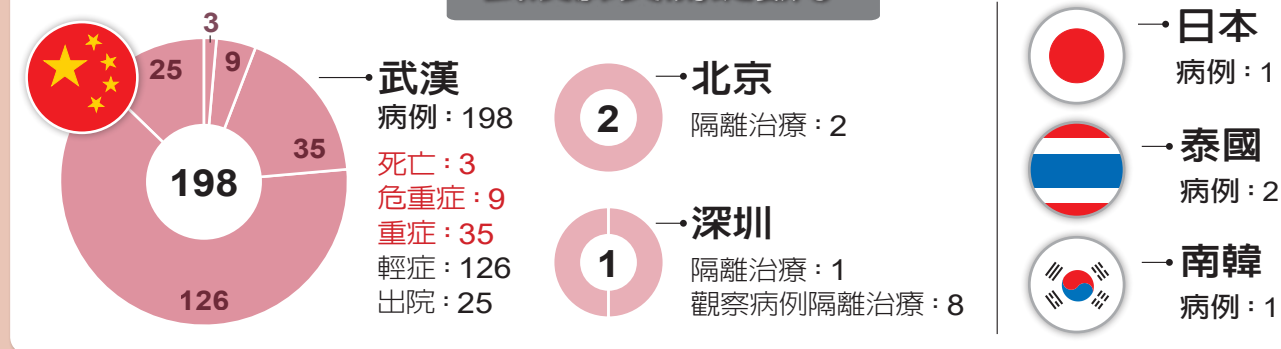 3
25
9
35
198
126
武漢
病例：198
死亡：3
危重症：9
重症：35
輕症：126
出院：25
2
北京
隔離治療：2
1
深圳
隔離治療：1
觀察病例隔離治療：8
日本
病例：1
泰國
病例：2
南韓
病例：1